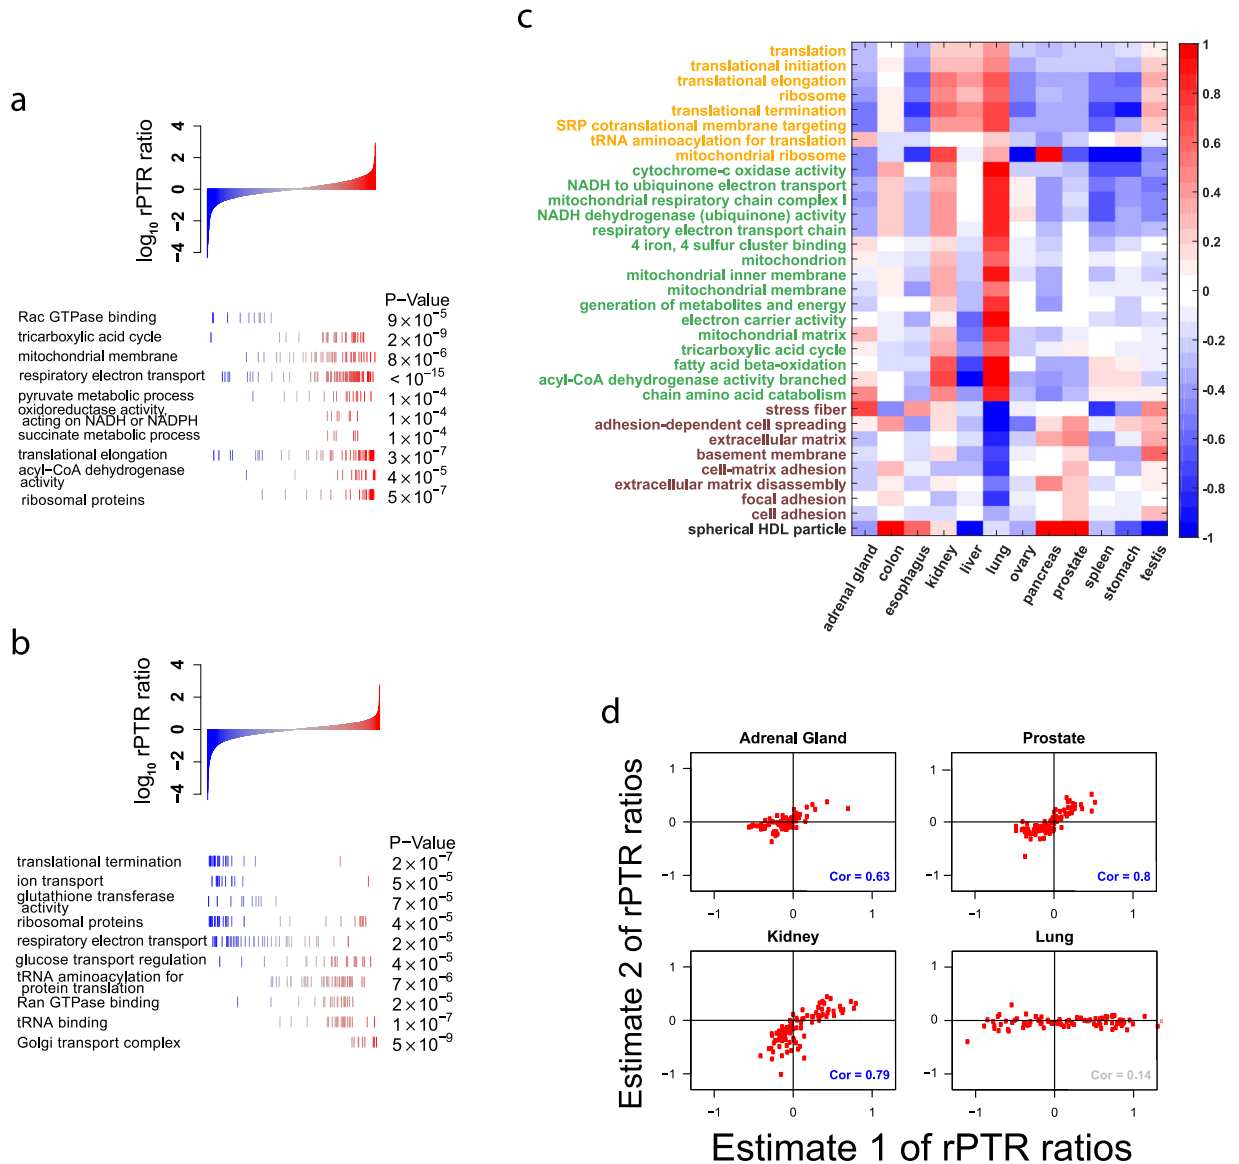 a
log10 rPTR ratio
4
2
0
−2
−4
P−Value
Rac GTPase binding 9×10−5
tricarboxylic acid cycle 2×10−9
mitochondrial membrane 8×10−6
respiratory electron transport < 10−15
pyruvate metabolic process 1×10−4
oxidoreductase activity,
acting on NADH or NADPH 1×10−4
succinate metabolic process 1×10−4
translational elongation 3×10−7
acyl−CoA dehydrogenase
activity 4×10−5
ribosomal proteins 5×10−7
b
log10 rPTR ratio
4
2
0
−2
−4
P−Value
translational termination 2×10−7
ion transport 5×10−5
glutathione transferase
activity 7×10−5
ribosomal proteins 4×10−5
respiratory electron transport 2×10−5
glucose transport regulation 4×10−5
tRNA aminoacylation for
protein translation 7×10−6
Ran GTPase binding 2×10−5
tRNA binding 1×10−7
Golgi transport complex 5×10−9
c
translation
translational initiation
translational elongation
ribosome
translational termination
SRP cotranslational membrane targeting
tRNA aminoacylation for translation
mitochondrial ribosome
cytochrome-c oxidase activity
NADH to ubiquinone electron transport
mitochondrial respiratory chain complex I
NADH dehydrogenase (ubiquinone) activity
respiratory electron transport chain
4 iron, 4 sulfur cluster binding
mitochondrion
mitochondrial inner membrane
mitochondrial membrane
generation of metabolites and energy
electron carrier activity
mitochondrial matrix
tricarboxylic acid cycle
fatty acid beta-oxidation
acyl-CoA dehydrogenase activity branched
chain amino acid catabolism
stress fiber
adhesion-dependent cell spreading
extracellular matrix
basement membrane
cell-matrix adhesion
extracellular matrix disassembly
focal adhesion
cell adhesion
spherical HDL particle
adrenal gland
colon
esophagus
kidney
liver
lung
ovary
pancreas
prostate
spleen
stomach
testis
1
0.8
0.6
0.4
0.2
0
-0.2
-0.4
-0.6
-0.8
-1
d
Estimate 2 of rPTR ratios
Adrenal Gland
1
0
−1
Cor = 0.63
−1 0 1
Prostate
1
0
−1
Cor = 0.8
−1 0 1
Kidney
1
0
−1
Cor = 0.79
−1 0 1
Lung
1
0
−1
Cor = 0.14
−1 0 1
Estimate 1 of rPTR ratios